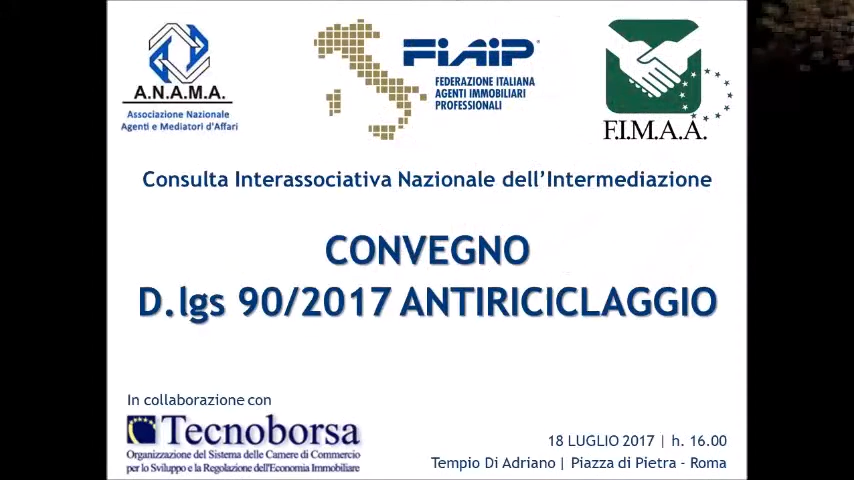 A.N.A.M.A.
Associazione Nazionale
Agenti e Mediatori d'Affari
FIAIP
FEDERAZIONE ITALIANA
AGENTI IMMOBILIARI
PROFESSIONALI
F.I.M.A.A.
Consulta Interassociativa Nazionale dell'Intermediazione
CONVEGNO
D.lgs 90/2017 ANTIRICICLAGGIO
In collaborazione con
Tecnoborsa
Organizzazione del Sistema delle Camere di Commercio
per lo Sviluppo e la Regolazione dell'Economia Immobiliare
18 LUGLIO 2017 | h. 16.00
Tempio Di Adriano | Piazza di Pietra - Roma